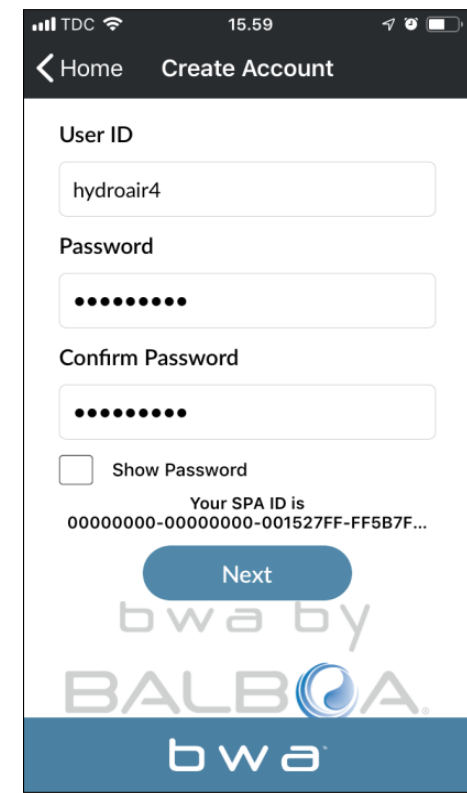 TDC 15.59
Home Create Account
User ID
hydroair4
Password
●●●●●●●●●
Confirm Password
●●●●●●●●●
Show Password
Your SPA ID is
00000000-00000000-001527FF-FF5B7F...
Next
bwa by
BALBOA®
bwa